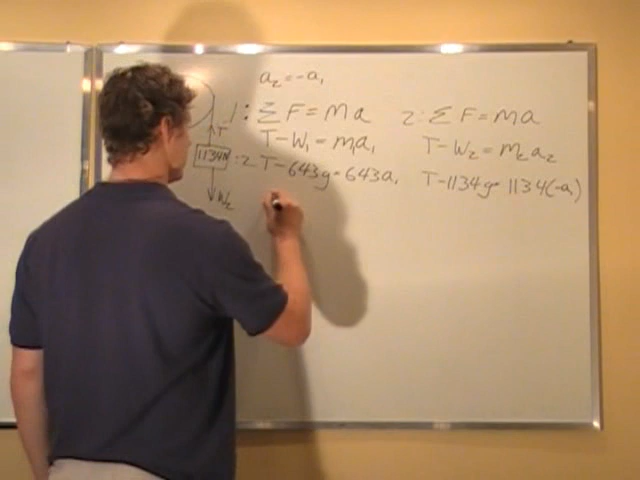 a₂=-a₁
1: ΣF=ma
T-W₁=m₁a₁
T-643g=643a₁
2: ΣF=ma
T-W₂=m₂a₂
T-1134g=1134(-a₁)
T
1134N :2
W₂